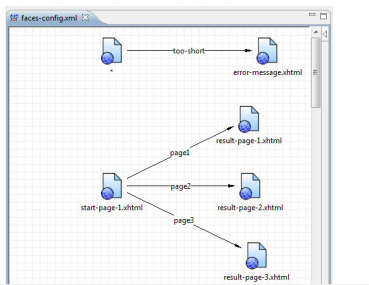 faces-config.xml
too-short
*
error-message.xhtml
result-page-1.xhtml
page1
page2
start-page-1.xhtml
result-page-2.xhtml
page3
result-page-3.xhtml